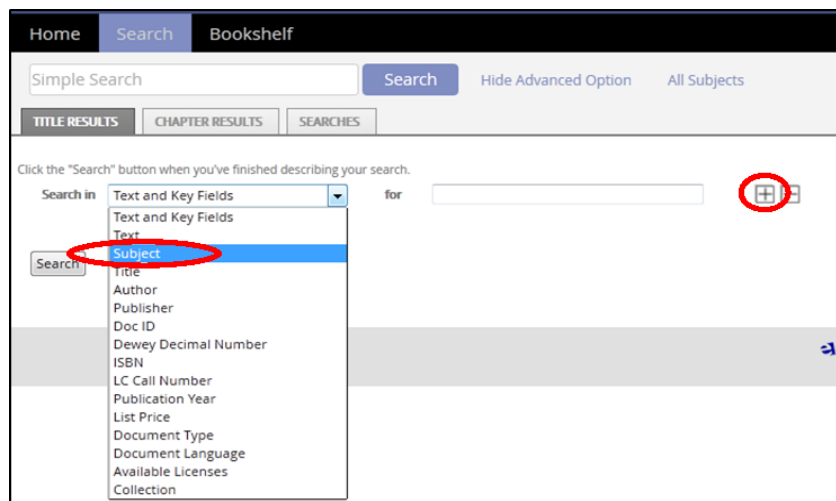 Home Search Bookshelf
Simple Search Search Hide Advanced Option All Subjects
TITLE RESULTS CHAPTER RESULTS SEARCHES
Click the "Search" button when you've finished describing your search.
Search in Text and Key Fields for
Text and Key Fields
Text
Subject
Search
Title
Author
Publisher
Doc ID
Dewey Decimal Number
ISBN
LC Call Number
Publication Year
List Price
Document Type
Document Language
Available Licenses
Collection